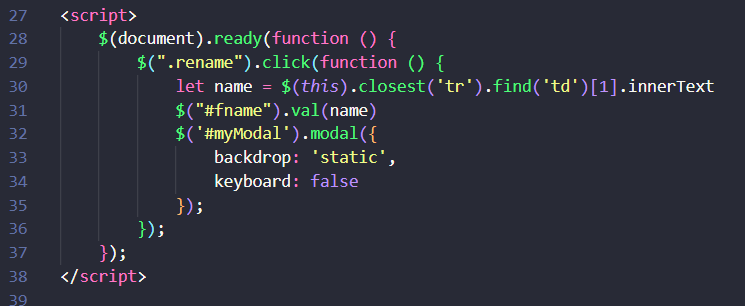 27 <script>
28 $(document).ready(function () {
29 $(".rename").click(function () {
30 let name = $(this).closest('tr').find('td')[1].innerText
31 $("#fname").val(name)
32 $('#myModal').modal({
33 backdrop: 'static',
34 keyboard: false
35 });
36 });
37 });
38 </script>
39